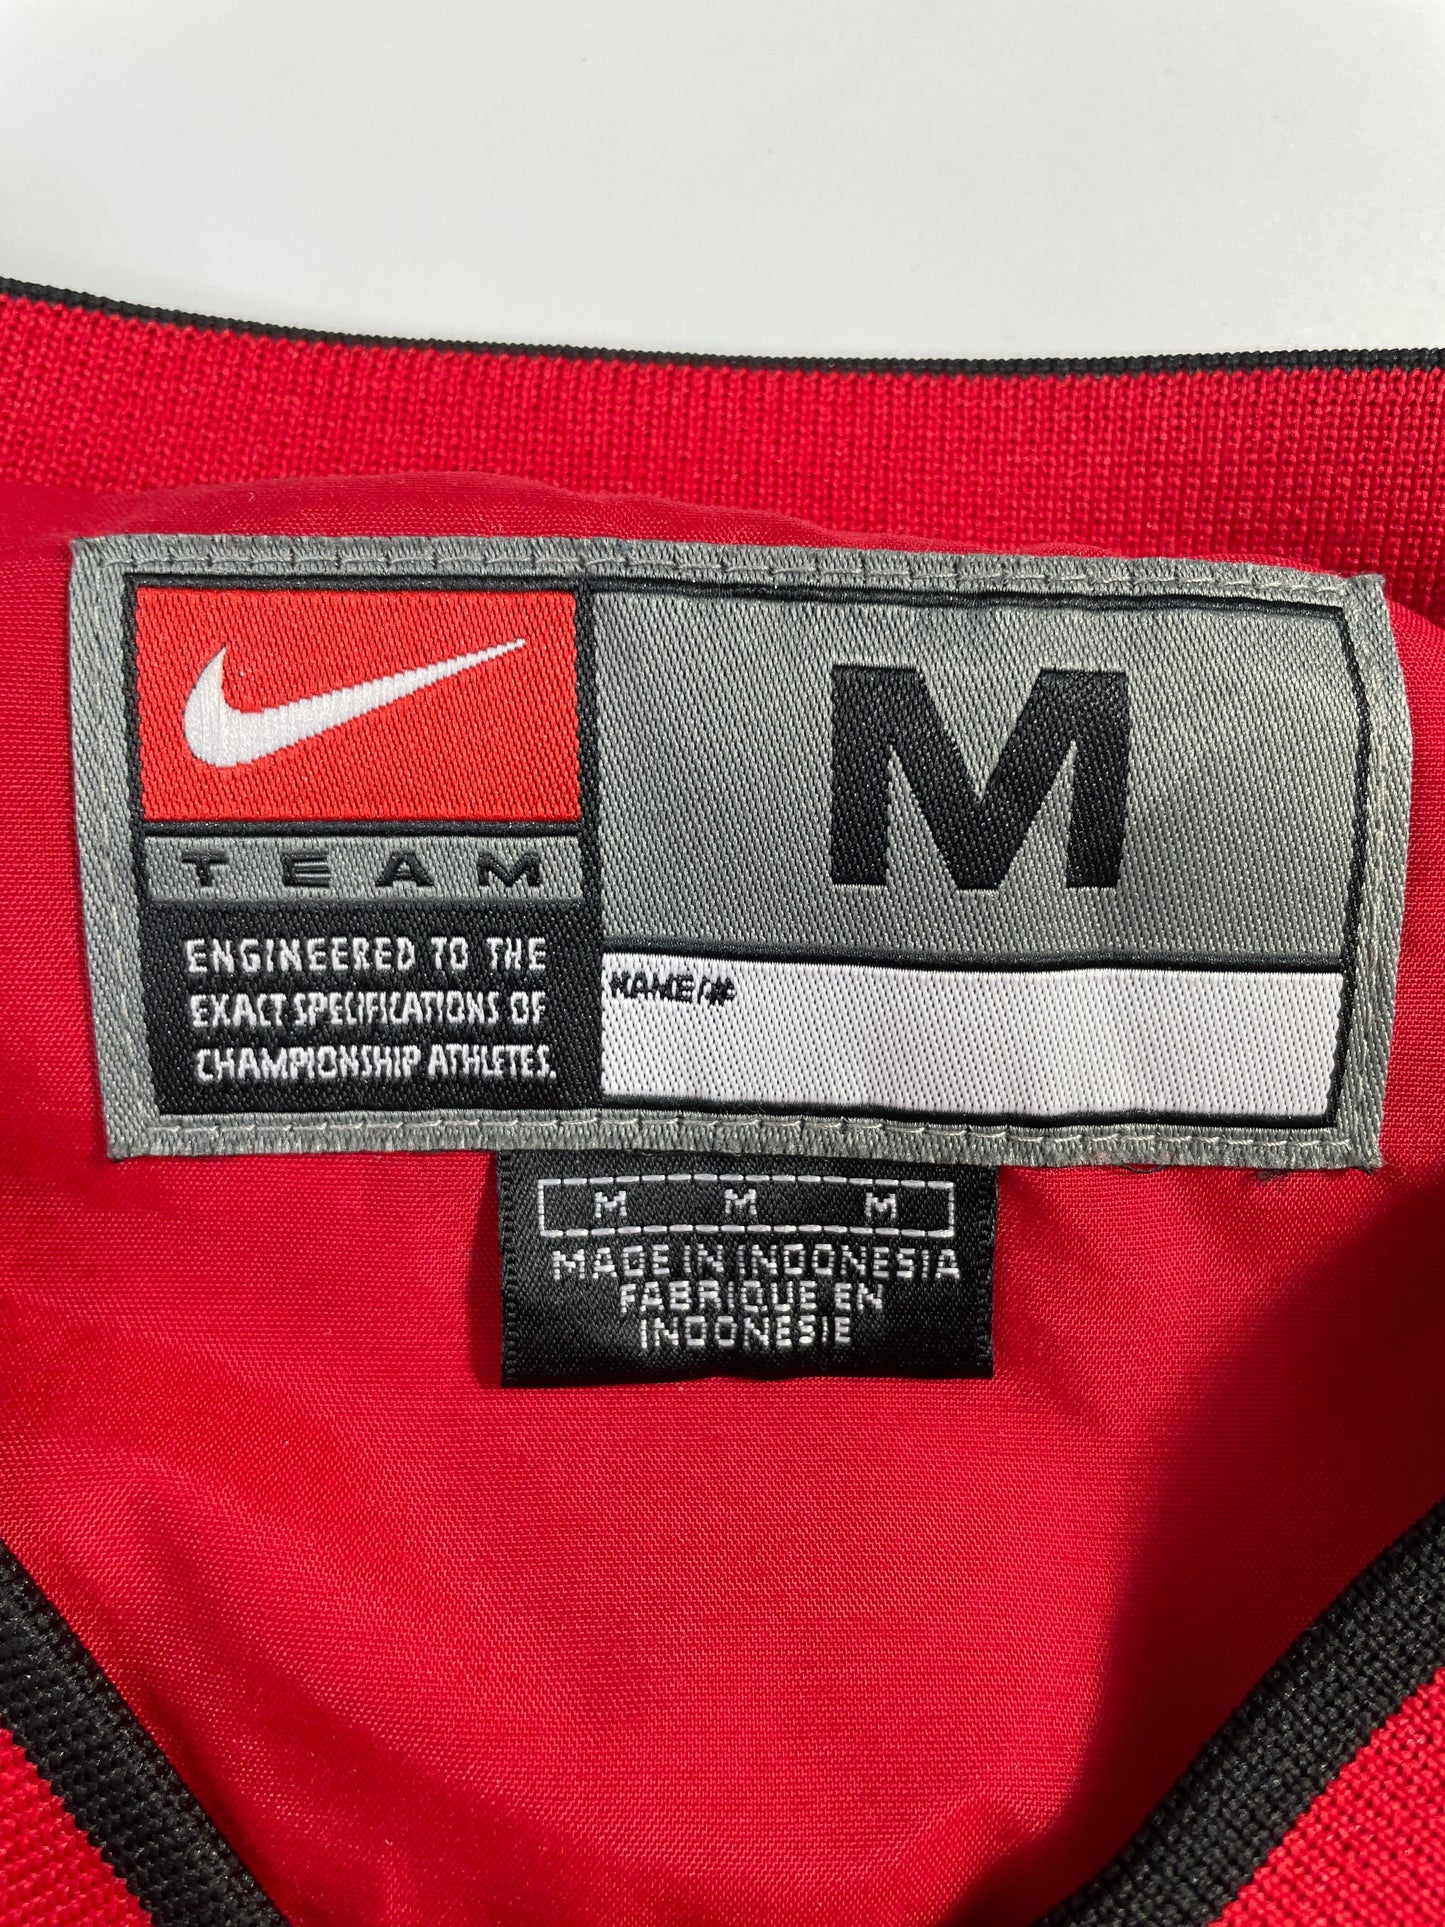 M
TEAM
ENGINEERED TO THE
EXACT SPECIFICATIONS OF
CHAMPIONSHIP ATHLETES.
NAME/#
M M M
MADE IN INDONESIA
FABRIQUE EN
INDONESIE